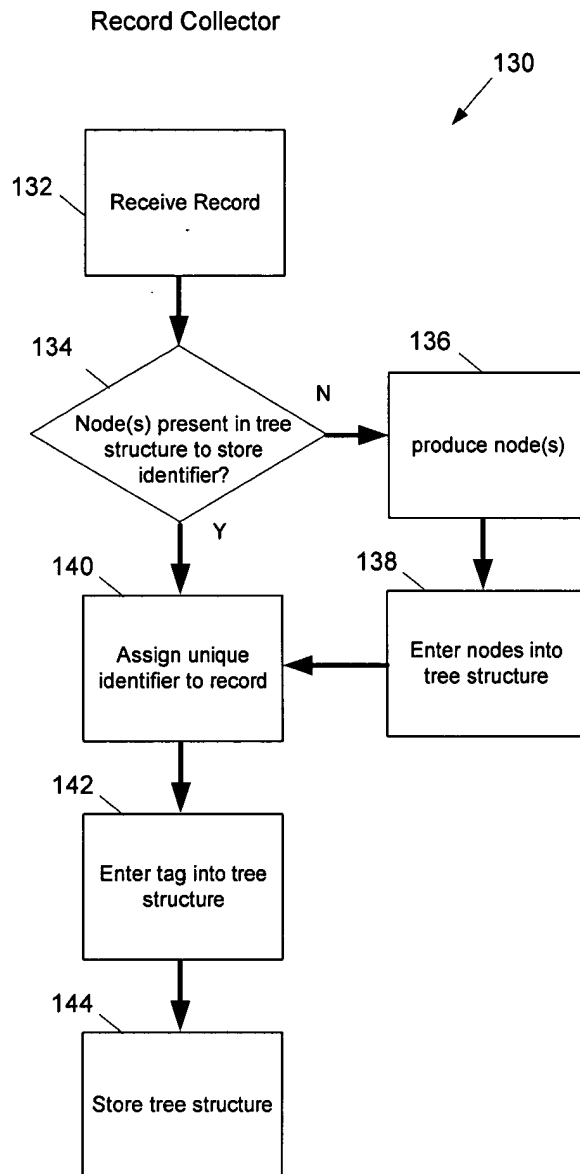 Record Collector
130
132
Receive Record
134
Node(s) present in tree
structure to store
identifier?
N
Y
136
produce node(s)
138
Enter nodes into
tree structure
140
Assign unique
identifier to record
142
Enter tag into tree
structure
144
Store tree structure